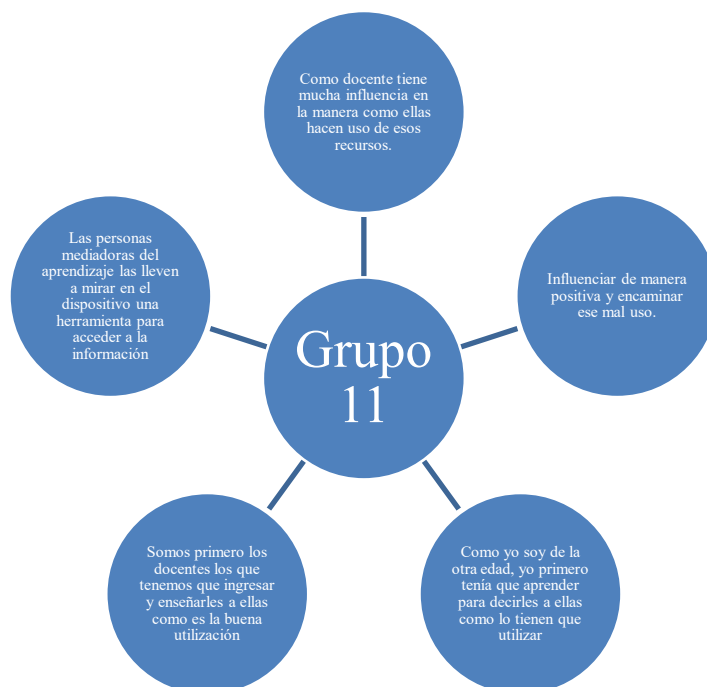 Como docente tiene
mucha influencia en
la manera como ellas
hacen uso de esos
recursos.
Influenciar de manera
positiva y encaminar
ese mal uso.
Como yo soy de la
otra edad, yo primero
tenía que aprender
para decirles a ellas
como lo tienen que
utilizar
Somos primero los
docentes los que
tenemos que ingresar
y enseñarles a ellas
como es la buena
utilización
Las personas
mediadoras del
aprendizaje las lleven
a mirar en el
dispositivo una
herramienta para
acceder a la
información
Grupo
11